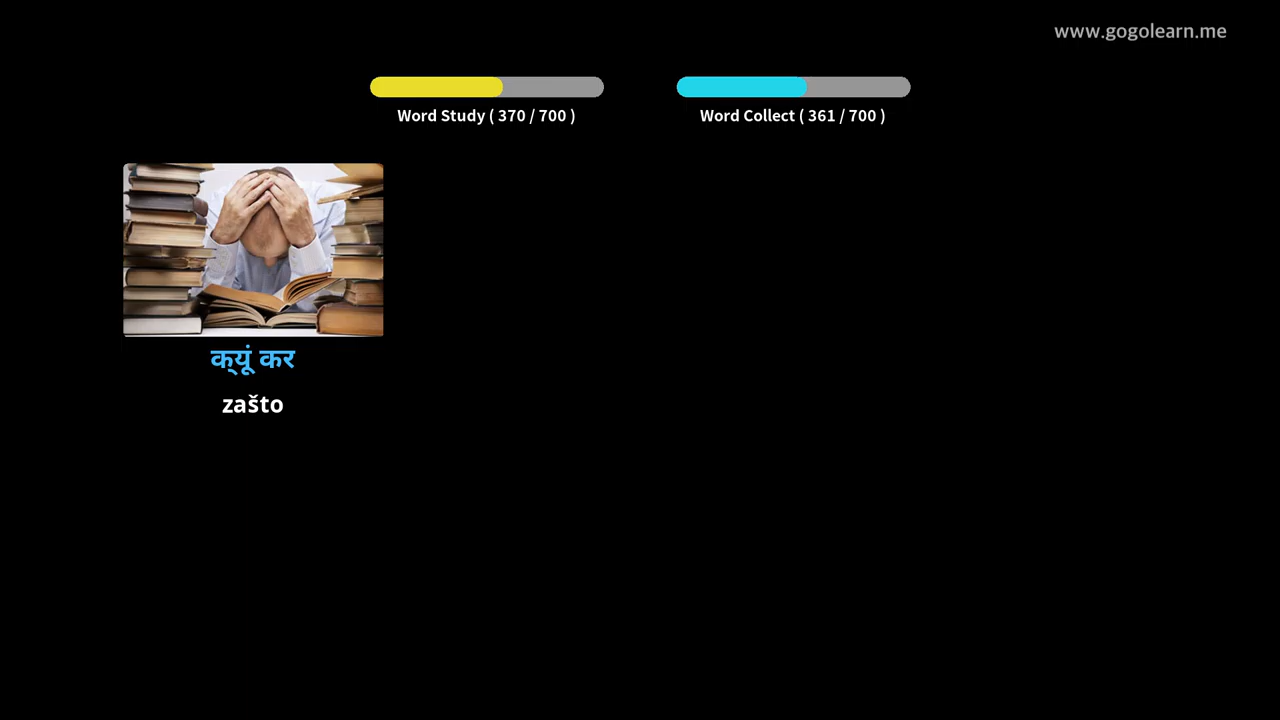 www.gogolearn.me
Word Study ( 370 / 700 )
Word Collect ( 361 / 700 )
क्यूं कर
zašto